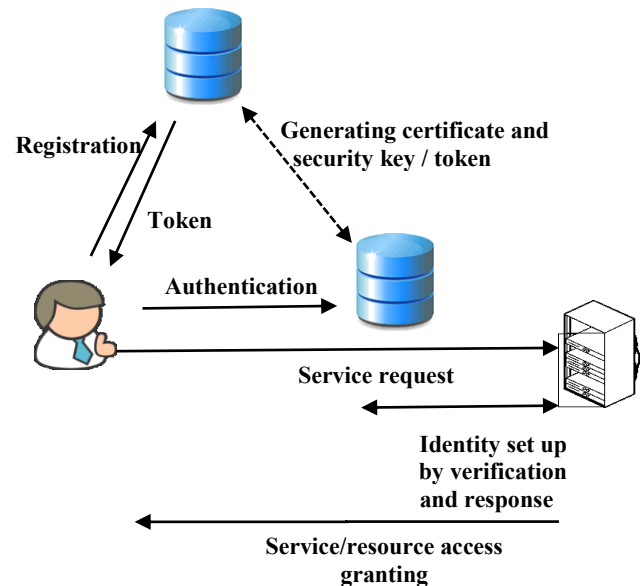 Registration
Generating certificate and
security key / token
Token
Authentication
Service request
Identity set up
by verification
and response
Service/resource access
granting